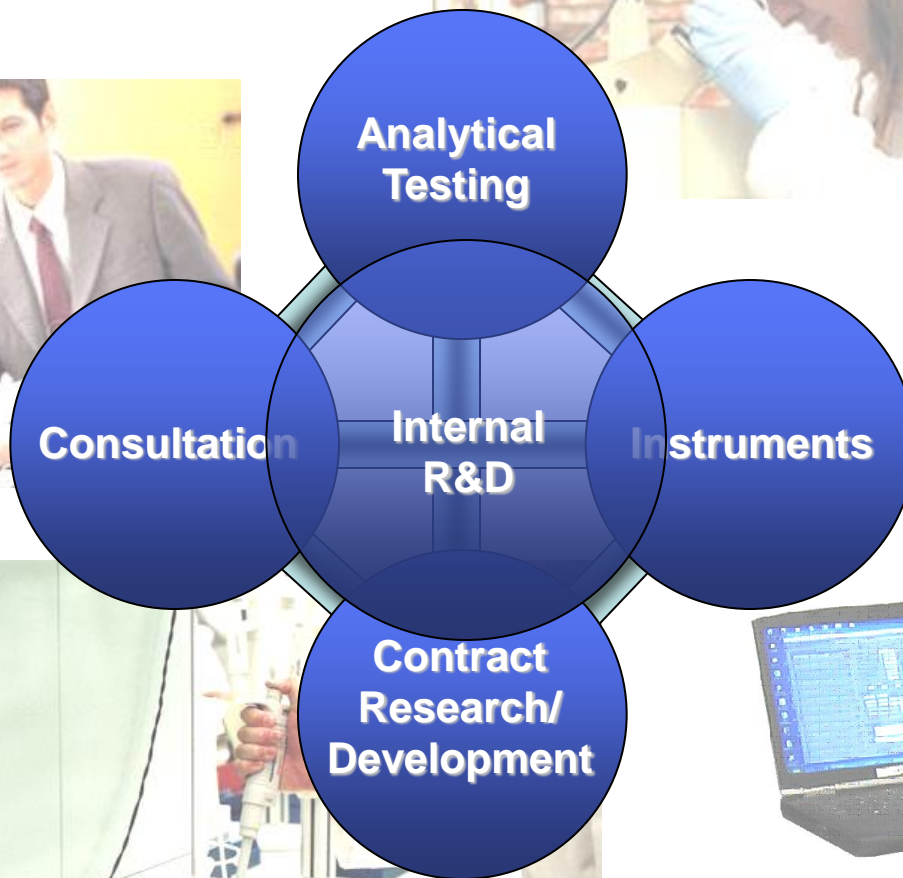 Analytical
Testing
Consultation
Internal
R&D
Instruments
Contract
Research/
Development